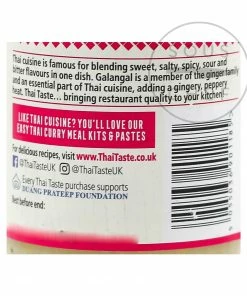 SOUS
Thai cuisine is famous for blending sweet, salty, spicy, sour and
bitter flavours in one dish. Galangal is a member of the ginger family
and an essential part of Thai cuisine, adding a gingery, peppery
heat. Thai Taste... bringing restaurant quality to your kitchen!
LIKE THAI CUISINE? YOU'LL LOVE OUR
EASY THAI CURRY MEAL KITS & PASTES
For delicious recipes, visit www.ThaiTaste.co.uk
ThaiTasteUK ThaiTasteUK
Every Thai Taste purchase supports
DUANG PRATEEP FOUNDATION
Best before end: